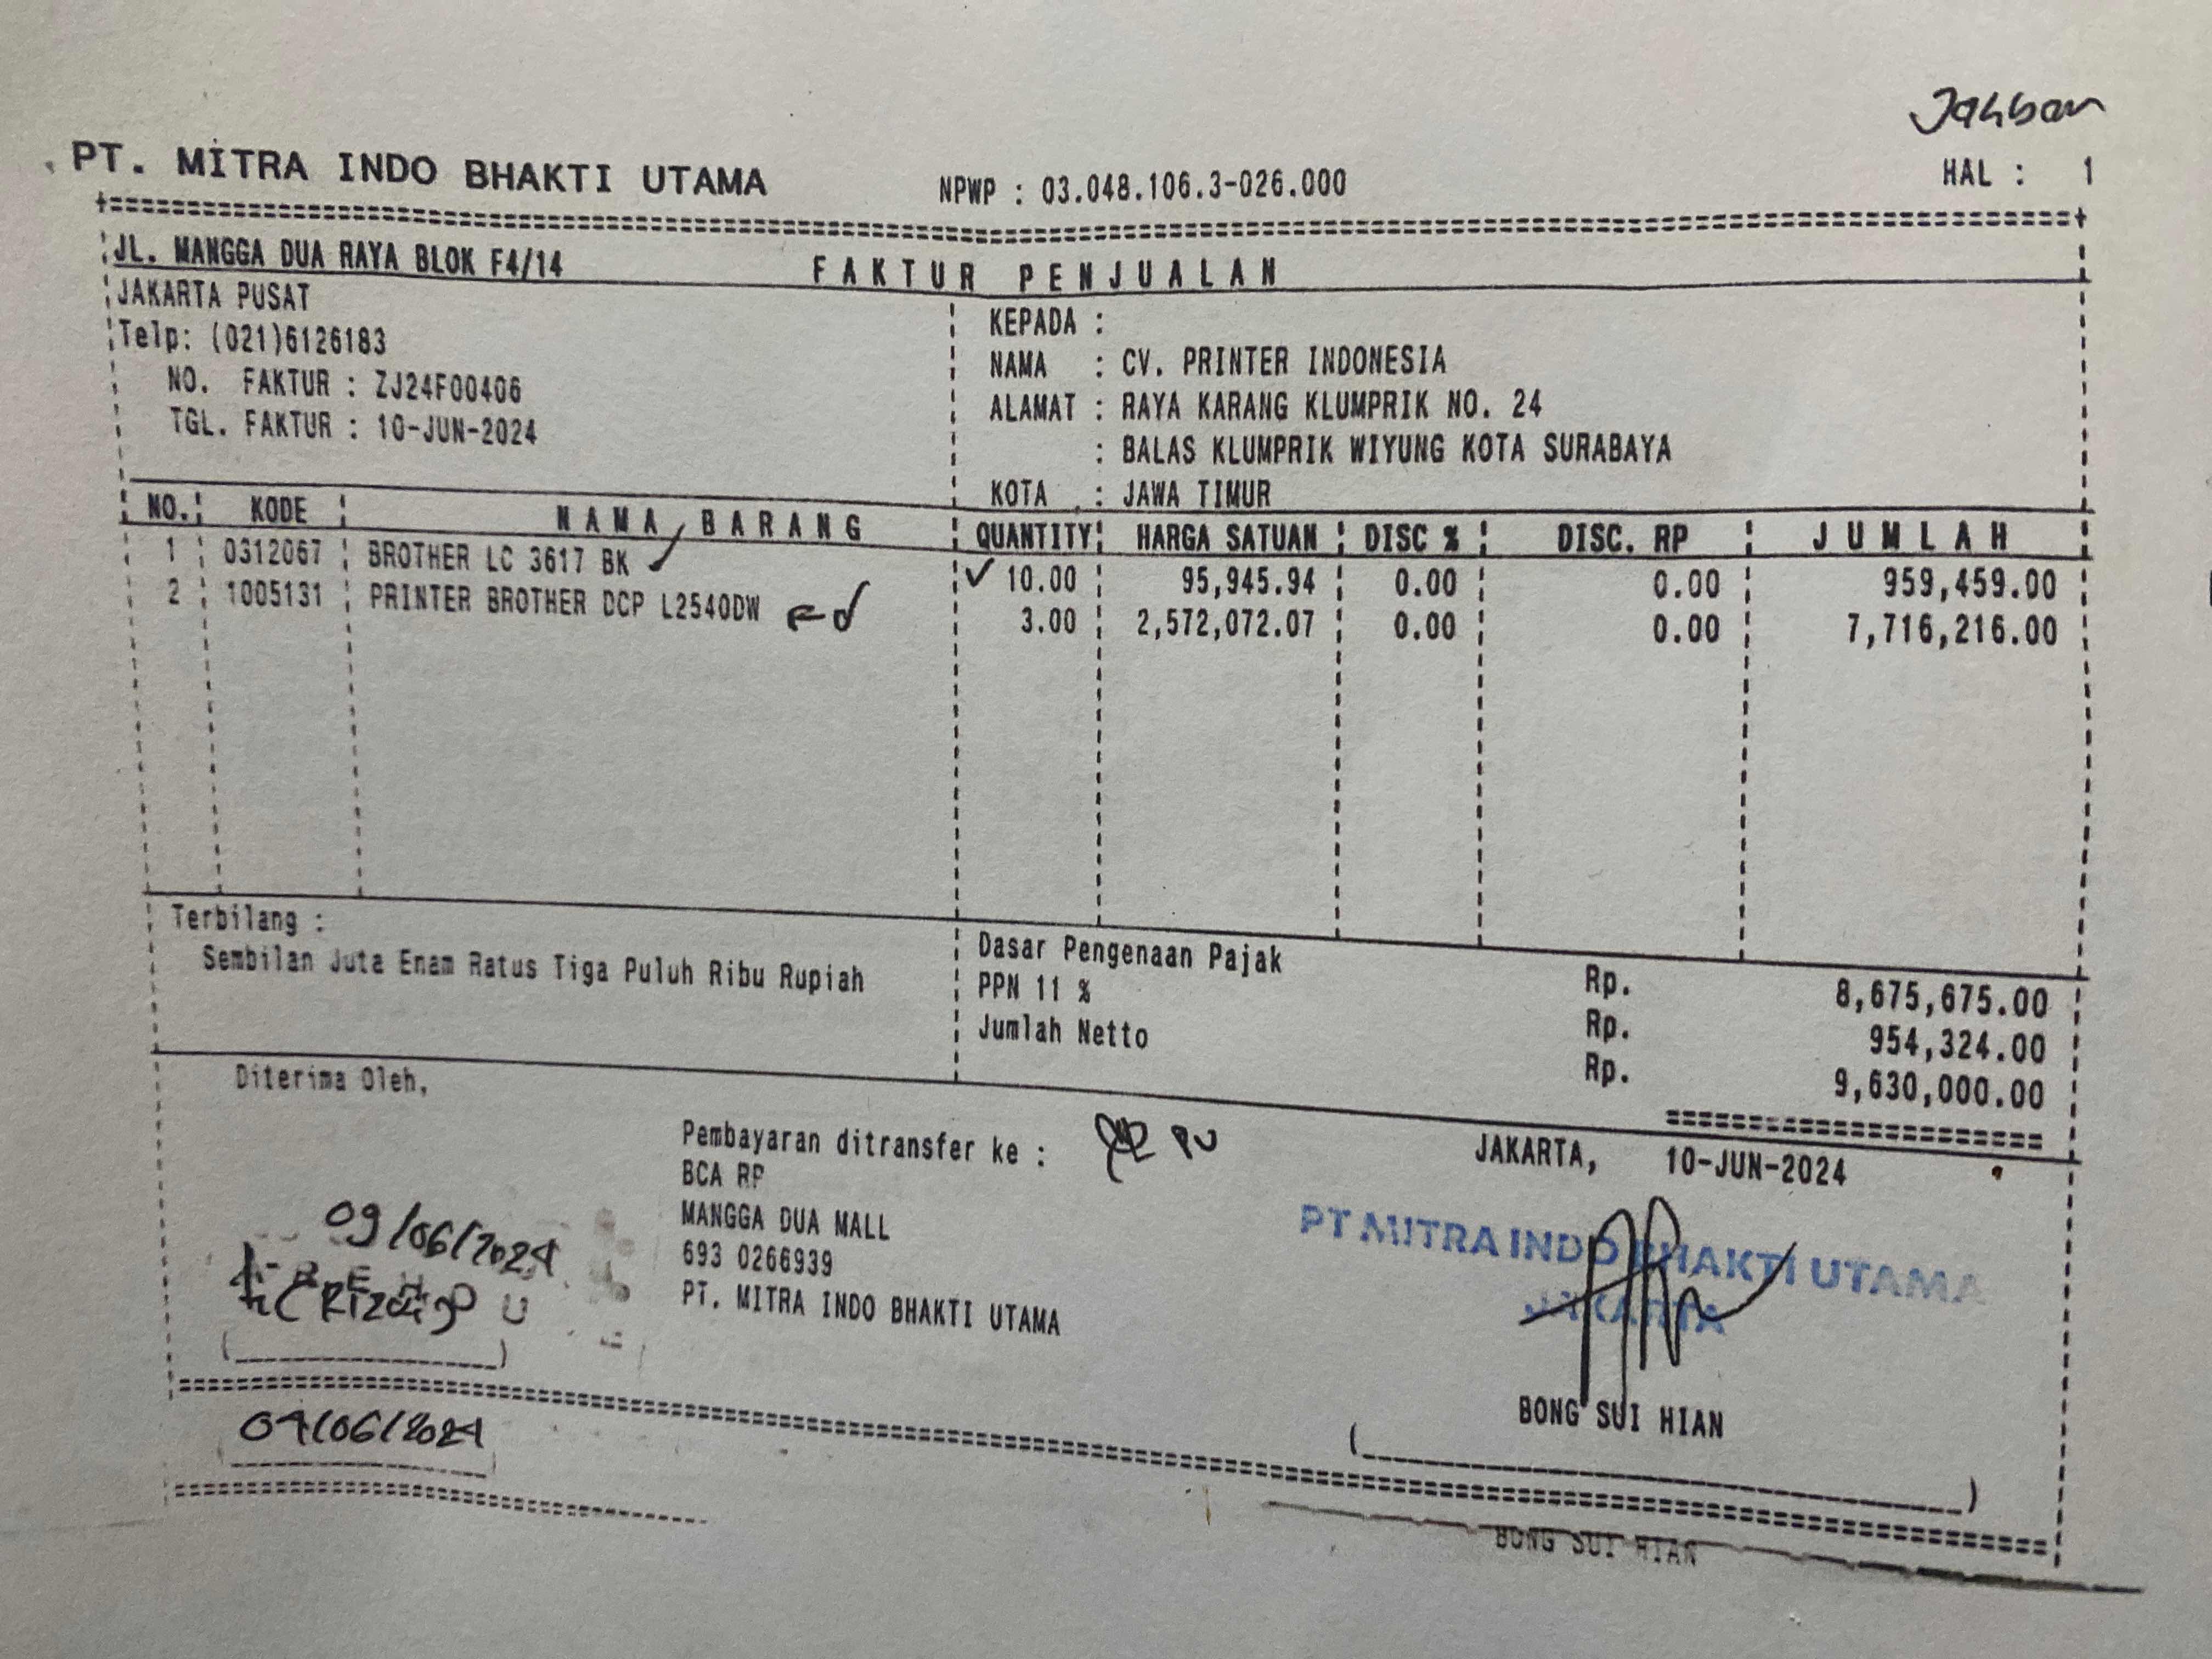 Jahban
PT. MITRA INDO BHAKTI UTAMA NPWP : 03.048.106.3-026.000 HAL : 1
JL. MANGGA DUA RAYA BLOK F4/14 FAKTUR PENJUALAN
JAKARTA PUSAT
Telp: (021)6126183
NO. FAKTUR : ZJ24F00406
TGL. FAKTUR : 10-JUN-2024
KEPADA :
NAMA : CV. PRINTER INDONESIA
ALAMAT : RAYA KARANG KLUMPRIK NO. 24
: BALAS KLUMPRIK WIYUNG KOTA SURABAYA
KOTA : JAWA TIMUR
NO. KODE NAMA BARANG QUANTITY HARGA SATUAN DISC % DISC. RP JUMLAH
1 0312067 BROTHER LC 3617 BK 10.00 95,945.94 0.00 0.00 959,459.00
2 1005131 PRINTER BROTHER DCP L2540DW 3.00 2,572,072.07 0.00 0.00 7,716,216.00
Terbilang :
Sembilan Juta Enam Ratus Tiga Puluh Ribu Rupiah
Dasar Pengenaan Pajak Rp. 8,675,675.00
PPN 11 % Rp. 954,324.00
Jumlah Netto Rp. 9,630,000.00
Diterima Oleh,
09/06/2024
Pembayaran ditransfer ke :
BCA RP
MANGGA DUA MALL
693 0266939
PT. MITRA INDO BHAKTI UTAMA
JAKARTA, 10-JUN-2024
PT MITRA INDO BHAKTI UTAMA
JAKARTA
BONG SUI HIAN
04/06/2024
BONG SUI HIAN